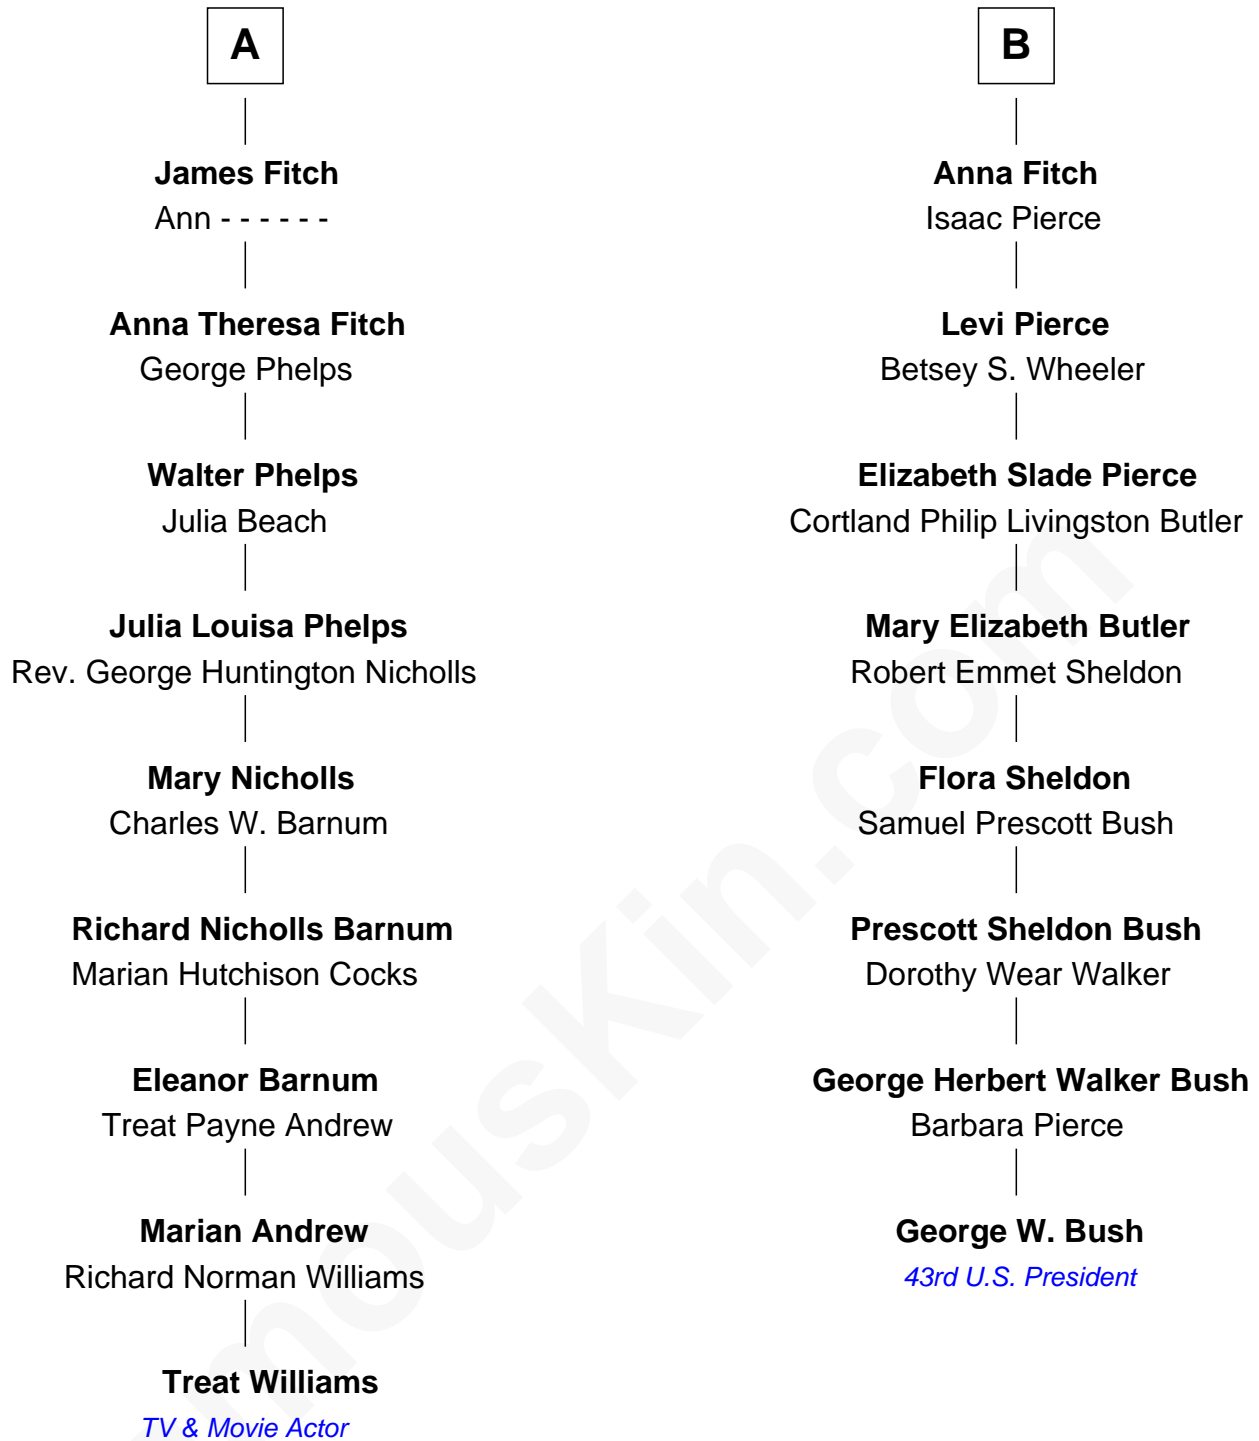 A
James Fitch
Ann - - - - - -
Anna Theresa Fitch
George Phelps
Walter Phelps
Julia Beach
Julia Louisa Phelps
Rev. George Huntington Nicholls
Mary Nicholls
Charles W. Barnum
Richard Nicholls Barnum
Marian Hutchison Cocks
Eleanor Barnum
Treat Payne Andrew
Marian Andrew
Richard Norman Williams
Treat Williams
TV & Movie Actor
B
Anna Fitch
Isaac Pierce
Levi Pierce
Betsey S. Wheeler
Elizabeth Slade Pierce
Cortland Philip Livingston Butler
Mary Elizabeth Butler
Robert Emmet Sheldon
Flora Sheldon
Samuel Prescott Bush
Prescott Sheldon Bush
Dorothy Wear Walker
George Herbert Walker Bush
Barbara Pierce
George W. Bush
43rd U.S. President
mousKin.com